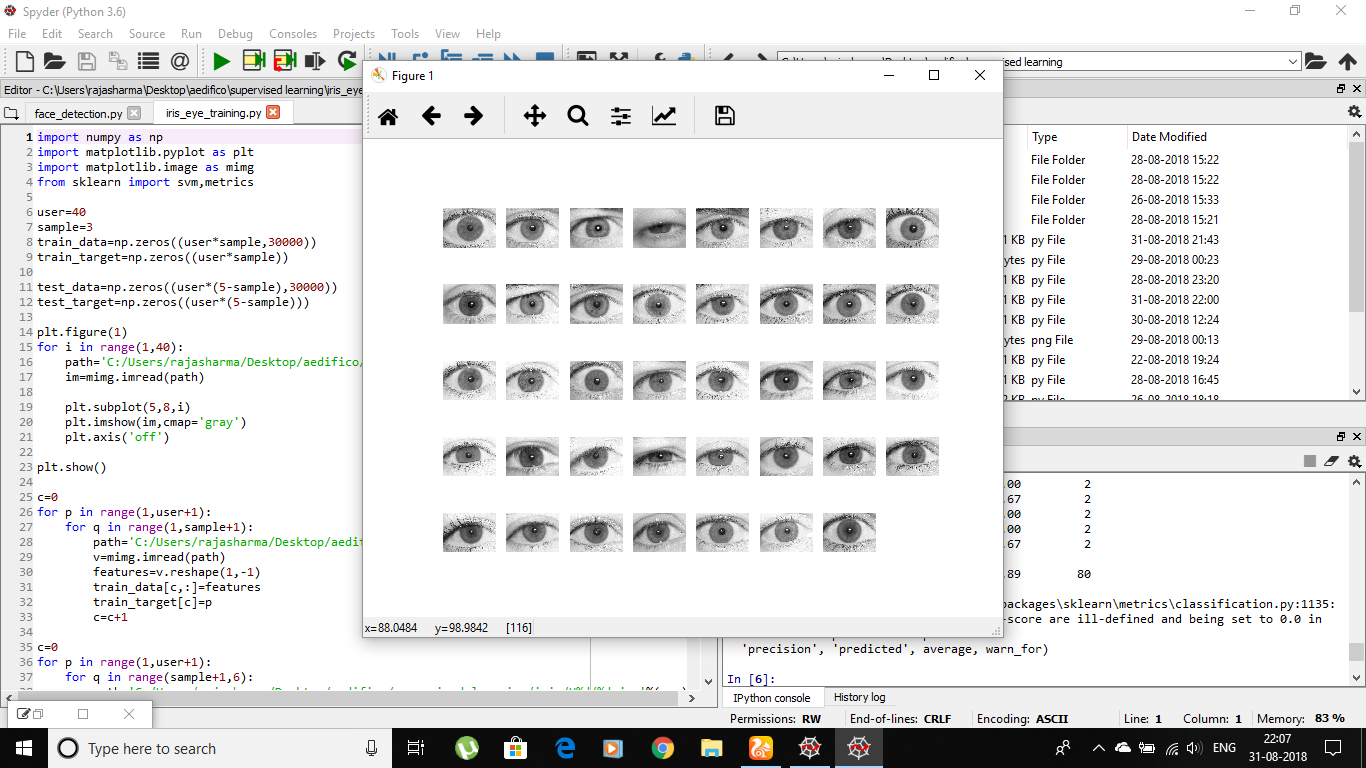 Spyder (Python 3.6)
File Edit Search Source Run Debug Consoles Projects Tools View Help
supervised learning
Editor - C:\Users\rajasharma\Desktop\aedifico\supervised learning\iris_eye
face_detection.py
iris_eye_training.py
1 import numpy as np
2 import matplotlib.pyplot as plt
3 import matplotlib.image as mimg
4 from sklearn import svm,metrics
5
6 user=40
7 sample=3
8 train_data=np.zeros((user*sample,30000))
9 train_target=np.zeros((user*sample))
10
11 test_data=np.zeros((user*(5-sample),30000))
12 test_target=np.zeros((user*(5-sample)))
13
14 plt.figure(1)
15 for i in range(1,40):
16 path='C:/Users/rajasharma/Desktop/aedifico/
17 im=mimg.imread(path)
18
19 plt.subplot(5,8,i)
20 plt.imshow(im,cmap='gray')
21 plt.axis('off')
22
23 plt.show()
24
25 c=0
26 for p in range(1,user+1):
27 for q in range(1,sample+1):
28 path='C:/Users/rajasharma/Desktop/aedif
29 v=mimg.imread(path)
30 features=v.reshape(1,-1)
31 train_data[c,:]=features
32 train_target[c]=p
33 c=c+1
34
35 c=0
36 for p in range(1,user+1):
37 for q in range(sample+1,6):
Figure 1
x=88.0484 y=98.9842 [116]
Type Date Modified
File Folder 28-08-2018 15:22
File Folder 28-08-2018 15:22
File Folder 26-08-2018 15:33
File Folder 28-08-2018 15:21
1 KB py File 31-08-2018 21:43
ytes py File 29-08-2018 00:23
1 KB py File 28-08-2018 23:20
1 KB py File 31-08-2018 22:00
1 KB py File 30-08-2018 12:24
ytes png File 29-08-2018 00:13
1 KB py File 22-08-2018 19:24
1 KB py File 28-08-2018 16:45
py File 26-08-2018 18:18
.00 2
.67 2
.00 2
.00 2
.67 2
.89 80
packages\sklearn\metrics\classification.py:1135:
-score are ill-defined and being set to 0.0 in
'precision', 'predicted', average, warn_for)
In [6]:
IPython console History log
Permissions: RW End-of-lines: CRLF Encoding: ASCII Line: 1 Column: 1 Memory: 83 %
Type here to search
ENG
22:07
31-08-2018